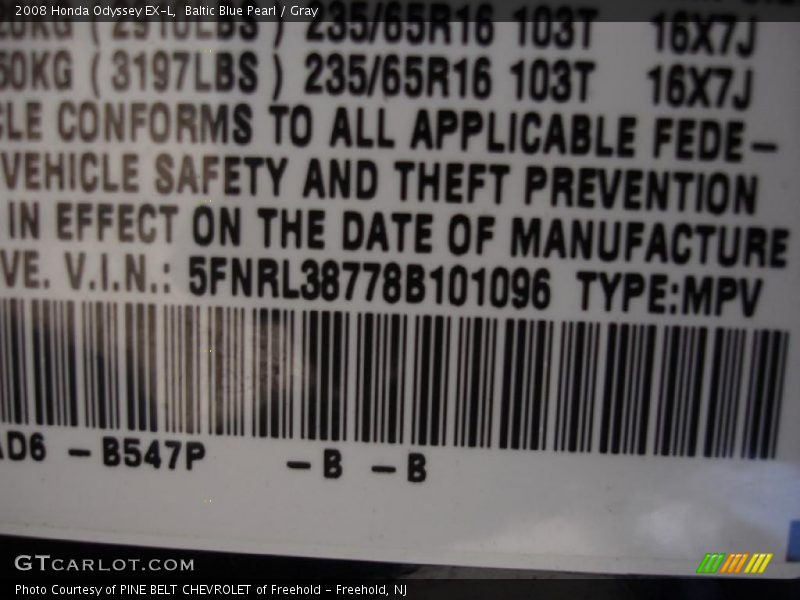 2008 Honda Odyssey EX-L, Baltic Blue Pearl / Gray
(2910LBS) 235/65R16 103T 16X7J
50KG (3197LBS) 235/65R16 103T 16X7J
CLE CONFORMS TO ALL APPLICABLE FEDE-
VEHICLE SAFETY AND THEFT PREVENTION
IN EFFECT ON THE DATE OF MANUFACTURE
VE. V.I.N.: 5FNRL38778B101096 TYPE:MPV
AD6 -B547P -B -B
GTCARLOT.COM
Photo Courtesy of PINE BELT CHEVROLET of Freehold - Freehold, NJ